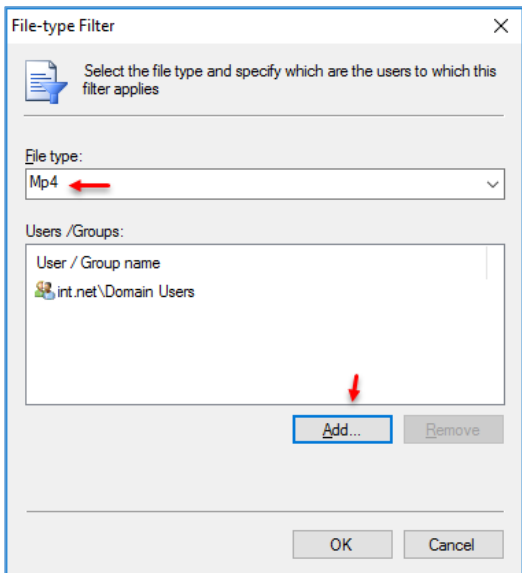 File-type Filter
Select the file type and specify which are the users to which this
filter applies
File type:
Mp4
Users /Groups:
User / Group name
int.net\Domain Users
Add...
Remove
OK
Cancel